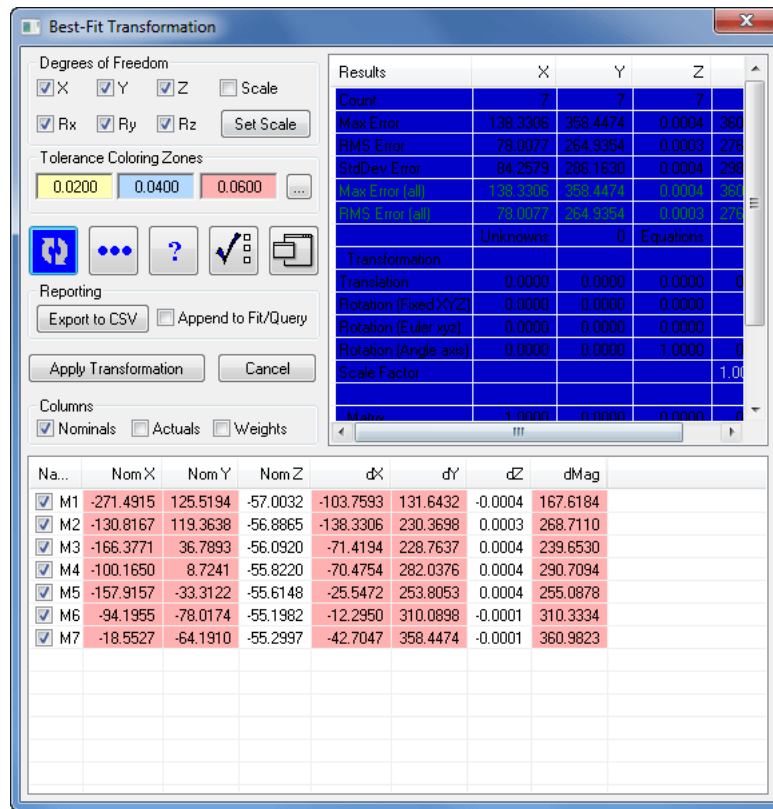 Best-Fit Transformation
Degrees of Freedom
X Y Z Scale
Rx Ry Rz Set Scale
Tolerance Coloring Zones
0.0200 0.0400 0.0600 ...
?
Reporting
Export to CSV Append to Fit/Query
Apply Transformation Cancel
Columns
Nominals Actuals Weights
Results X Y Z
Count 7 7 7
Max Error 138.3306 358.4474 0.0004 360
RMS Error 78.0077 264.9354 0.0003 276
StdDev Error 84.2579 286.1630 0.0004 298
Max Error (all) 138.3306 358.4474 0.0004 360
RMS Error (all) 78.0077 264.9354 0.0003 276
Unknowns 0 Equations
Transformation
Translation 0.0000 0.0000 0.0000 0
Rotation (Fixed XYZ) 0.0000 0.0000 0.0000
Rotation (Euler xyz) 0.0000 0.0000 0.0000
Rotation (Angle axis) 0.0000 0.0000 1.0000 0
Scale Factor 1.00
Matrix 1.0000 0.0000 0.0000 0
Na... Nom X Nom Y Nom Z dX dY dZ dMag
M1 -271.4915 125.5194 -57.0032 -103.7593 131.6432 -0.0004 167.6184
M2 -130.8167 119.3638 -56.8865 -138.3306 230.3698 0.0003 268.7110
M3 -166.3771 36.7893 -56.0920 -71.4194 228.7637 0.0004 239.6530
M4 -100.1650 8.7241 -55.8220 -70.4754 282.0376 0.0004 290.7094
M5 -157.9157 -33.3122 -55.6148 -25.5472 253.8053 0.0004 255.0878
M6 -94.1955 -78.0174 -55.1982 -12.2950 310.0898 -0.0001 310.3334
M7 -18.5527 -64.1910 -55.2997 -42.7047 358.4474 -0.0001 360.9823